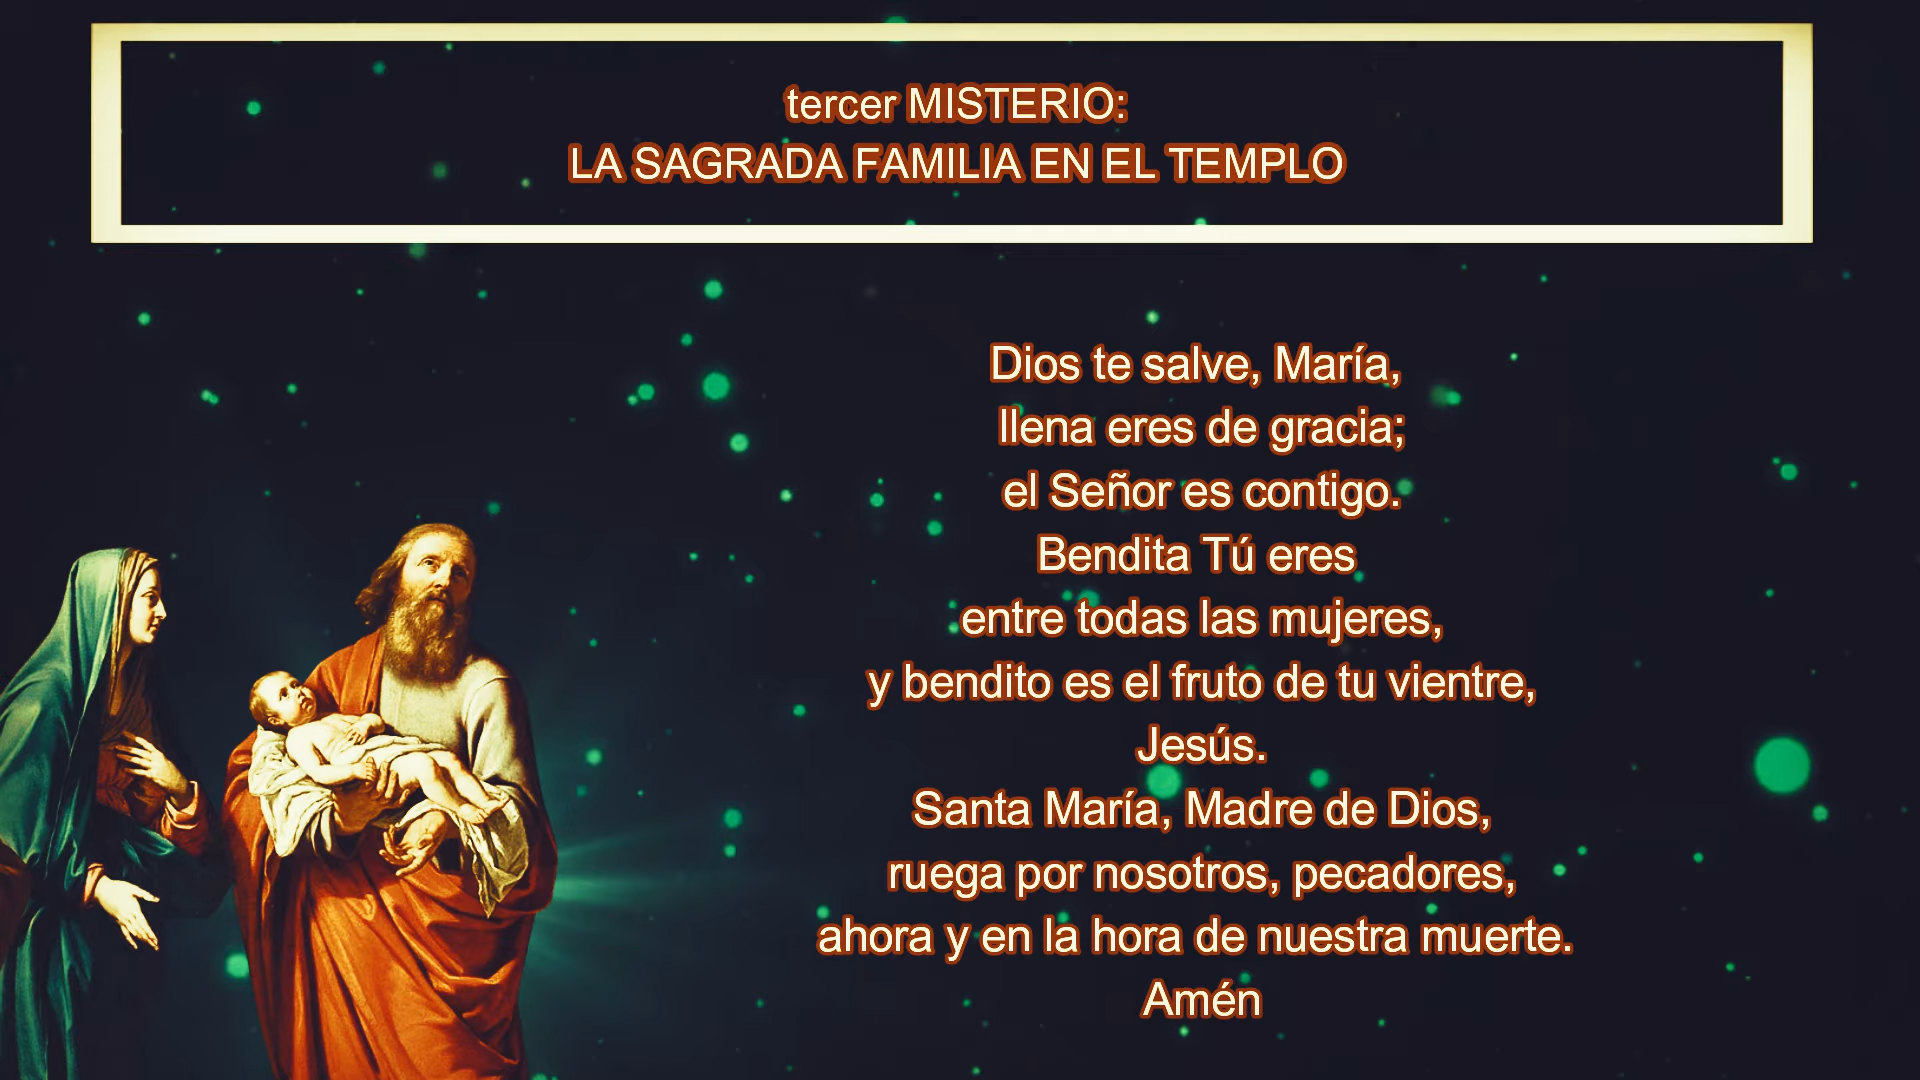 tercer MISTERIO:
LA SAGRADA FAMILIA EN EL TEMPLO
Dios te salve, María,
llena eres de gracia;
el Señor es contigo.
Bendita Tú eres
entre todas las mujeres,
y bendito es el fruto de tu vientre,
Jesús.
Santa María, Madre de Dios,
ruega por nosotros, pecadores,
ahora y en la hora de nuestra muerte.
Amén